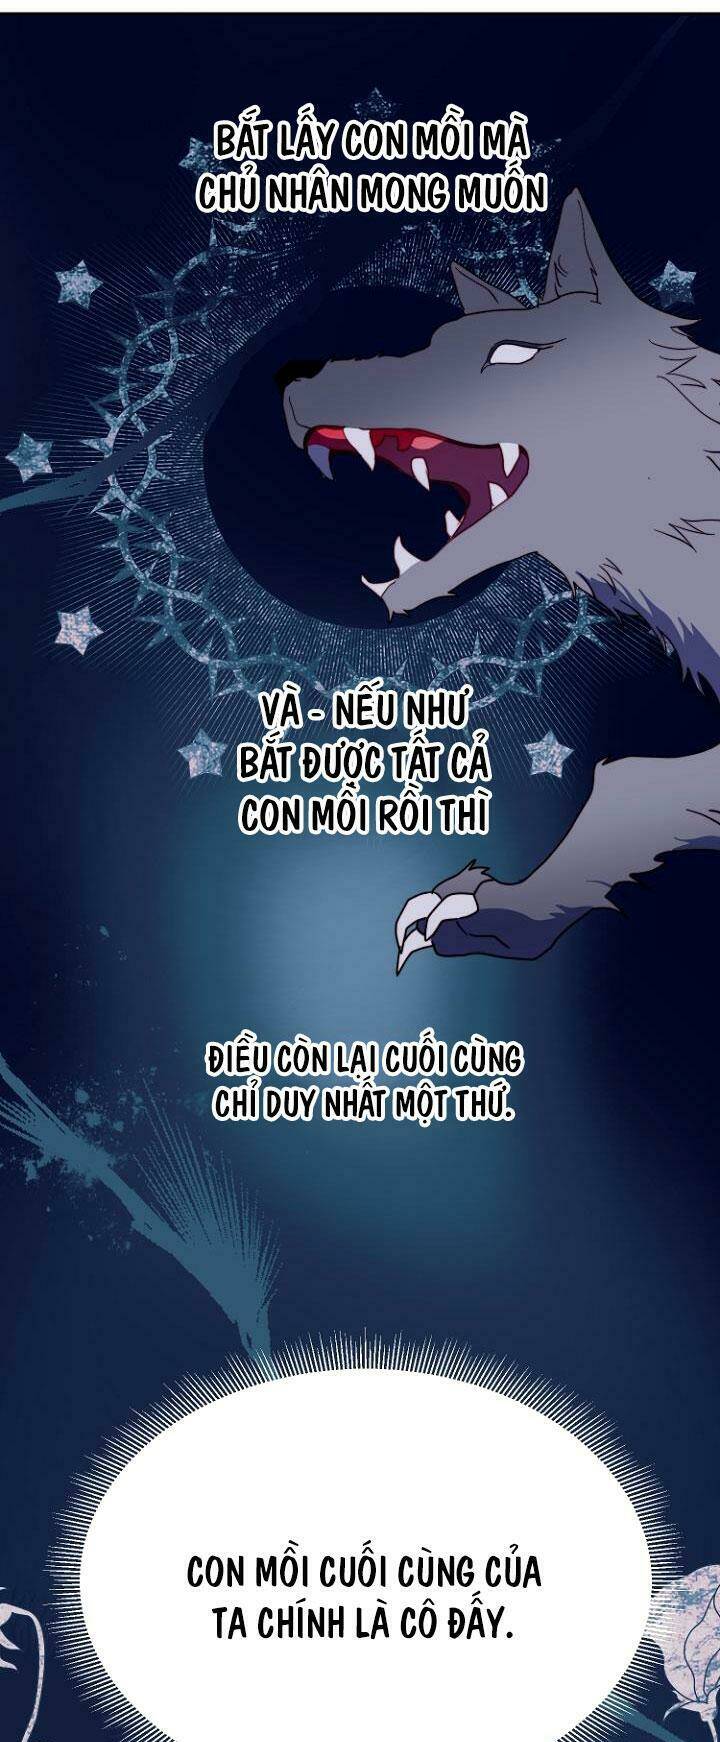 BẮT LẤY CON MỒI MÀ
CHỦ NHÂN MONG MUỐN
VÀ - NẾU NHƯ
BẮT ĐƯỢC TẤT CẢ
CON MỒI RỒI THÌ
ĐIỀU CÒN LẠI CUỐI CÙNG
CHỈ DUY NHẤT MỘT THỨ.
CON MỒI CUỐI CÙNG CỦA
TA CHÍNH LÀ CÔ ĐẤY.